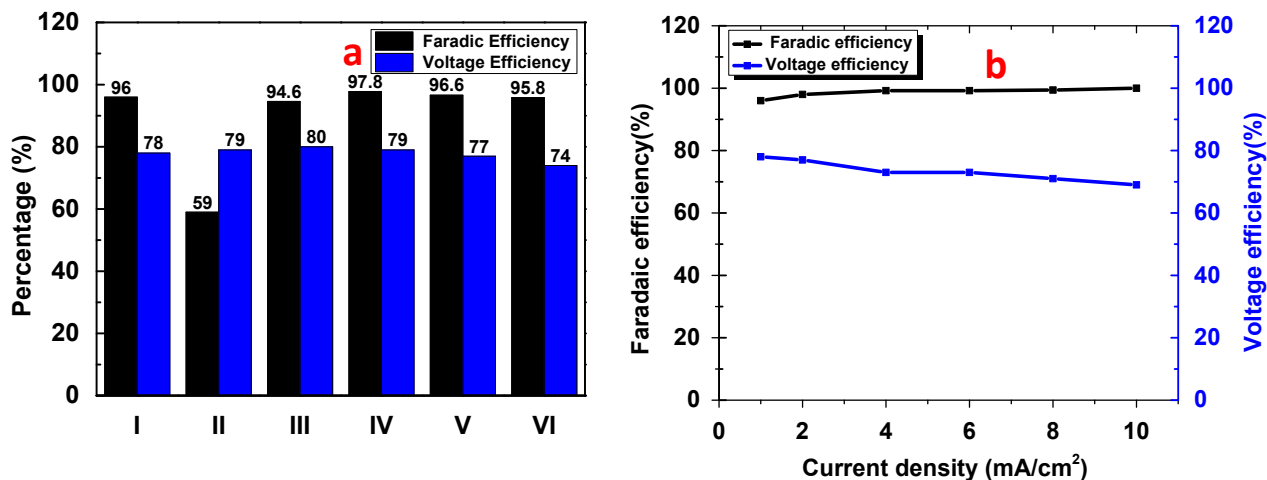 a
Faradic Efficiency
Voltage Efficiency
Percentage (%)
120
100
80
60
40
20
0
96
78
59
79
94.6
80
97.8
79
96.6
77
95.8
74
I II III IV V VI
b
Faradic efficiency
Voltage efficiency
Faradaic efficiency(%)
120
100
80
60
40
20
0
0 2 4 6 8 10
Current density (mA/cm²)
120
100
80
60
40
20
0
Voltage efficiency(%)